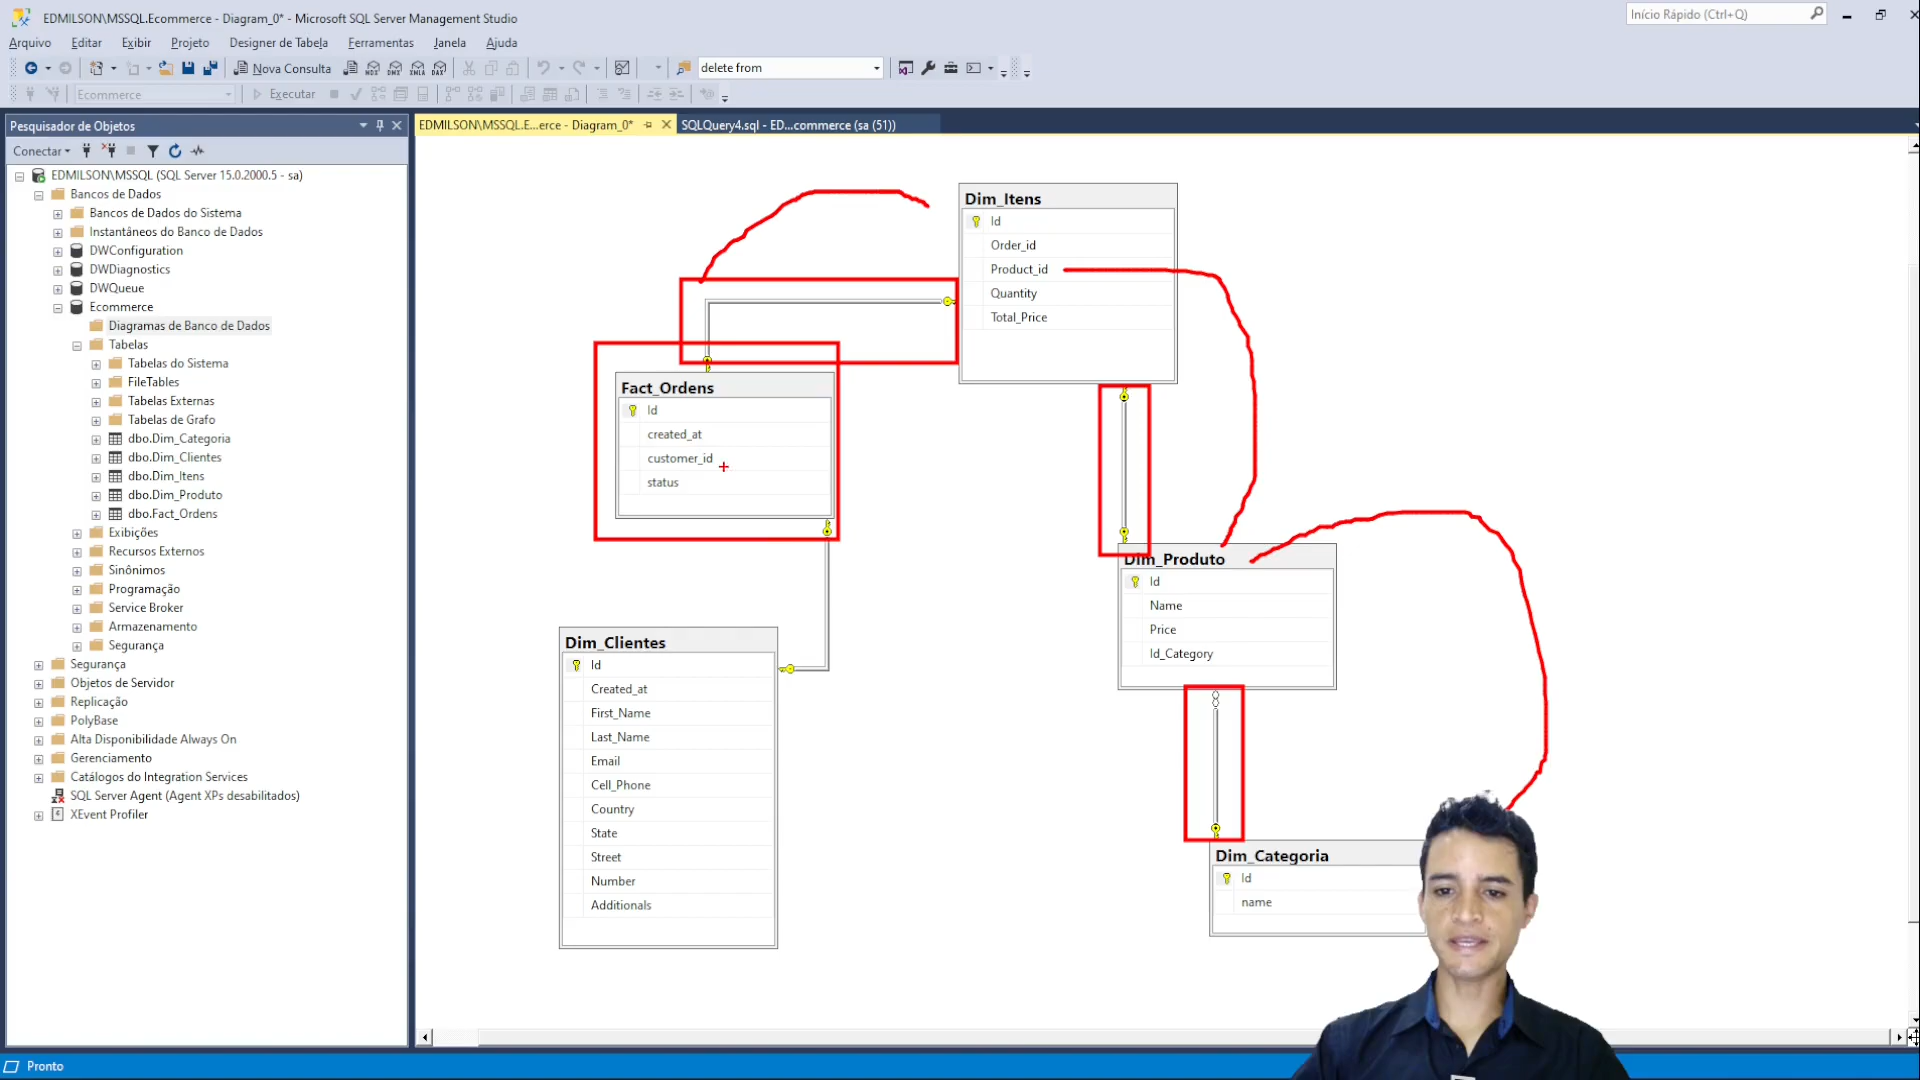 EDMILSON\MSSQL.Ecommerce - Diagram_0* - Microsoft SQL Server Management Studio
Início Rápido (Ctrl+Q)
Arquivo Editar Exibir Projeto Designer de Tabela Ferramentas Janela Ajuda
Nova Consulta
MDX
DMX
XMLA
DAX
delete from
Ecommerce
Executar
Pesquisador de Objetos
EDMILSON\MSSQL.E...erce - Diagram_0*
SQLQuery4.sql - ED...commerce (sa (51))
Conectar
EDMILSON\MSSQL (SQL Server 15.0.2000.5 - sa)
Bancos de Dados
Bancos de Dados do Sistema
Instantâneos do Banco de Dados
DWConfiguration
DWDiagnostics
DWQueue
Ecommerce
Diagramas de Banco de Dados
Tabelas
Tabelas do Sistema
FileTables
Tabelas Externas
Tabelas de Grafo
dbo.Dim_Categoria
dbo.Dim_Clientes
dbo.Dim_Itens
dbo.Dim_Produto
dbo.Fact_Ordens
Exibições
Recursos Externos
Sinônimos
Programação
Service Broker
Armazenamento
Segurança
Segurança
Objetos de Servidor
Replicação
PolyBase
Alta Disponibilidade Always On
Gerenciamento
Catálogos do Integration Services
SQL Server Agent (Agent XPs desabilitados)
XEvent Profiler
Dim_Itens
Id
Order_id
Product_id
Quantity
Total_Price
Fact_Ordens
Id
created_at
customer_id
status
Dim_Produto
Id
Name
Price
Id_Category
Dim_Clientes
Id
Created_at
First_Name
Last_Name
Email
Cell_Phone
Country
State
Street
Number
Additionals
Dim_Categoria
Id
name
Pronto